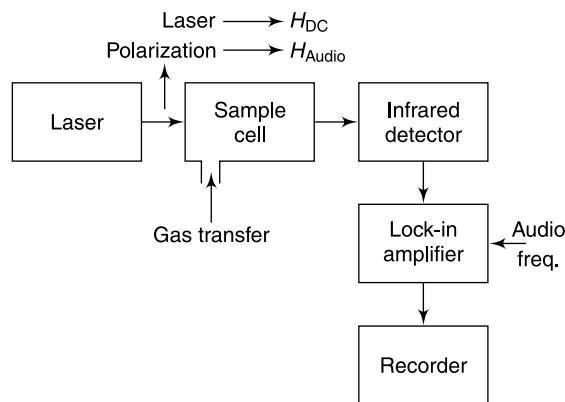 Laser → H_DC
Polarization → H_Audio
Laser
Sample
cell
Infrared
detector
Gas transfer
Lock-in
amplifier
Audio
freq.
Recorder